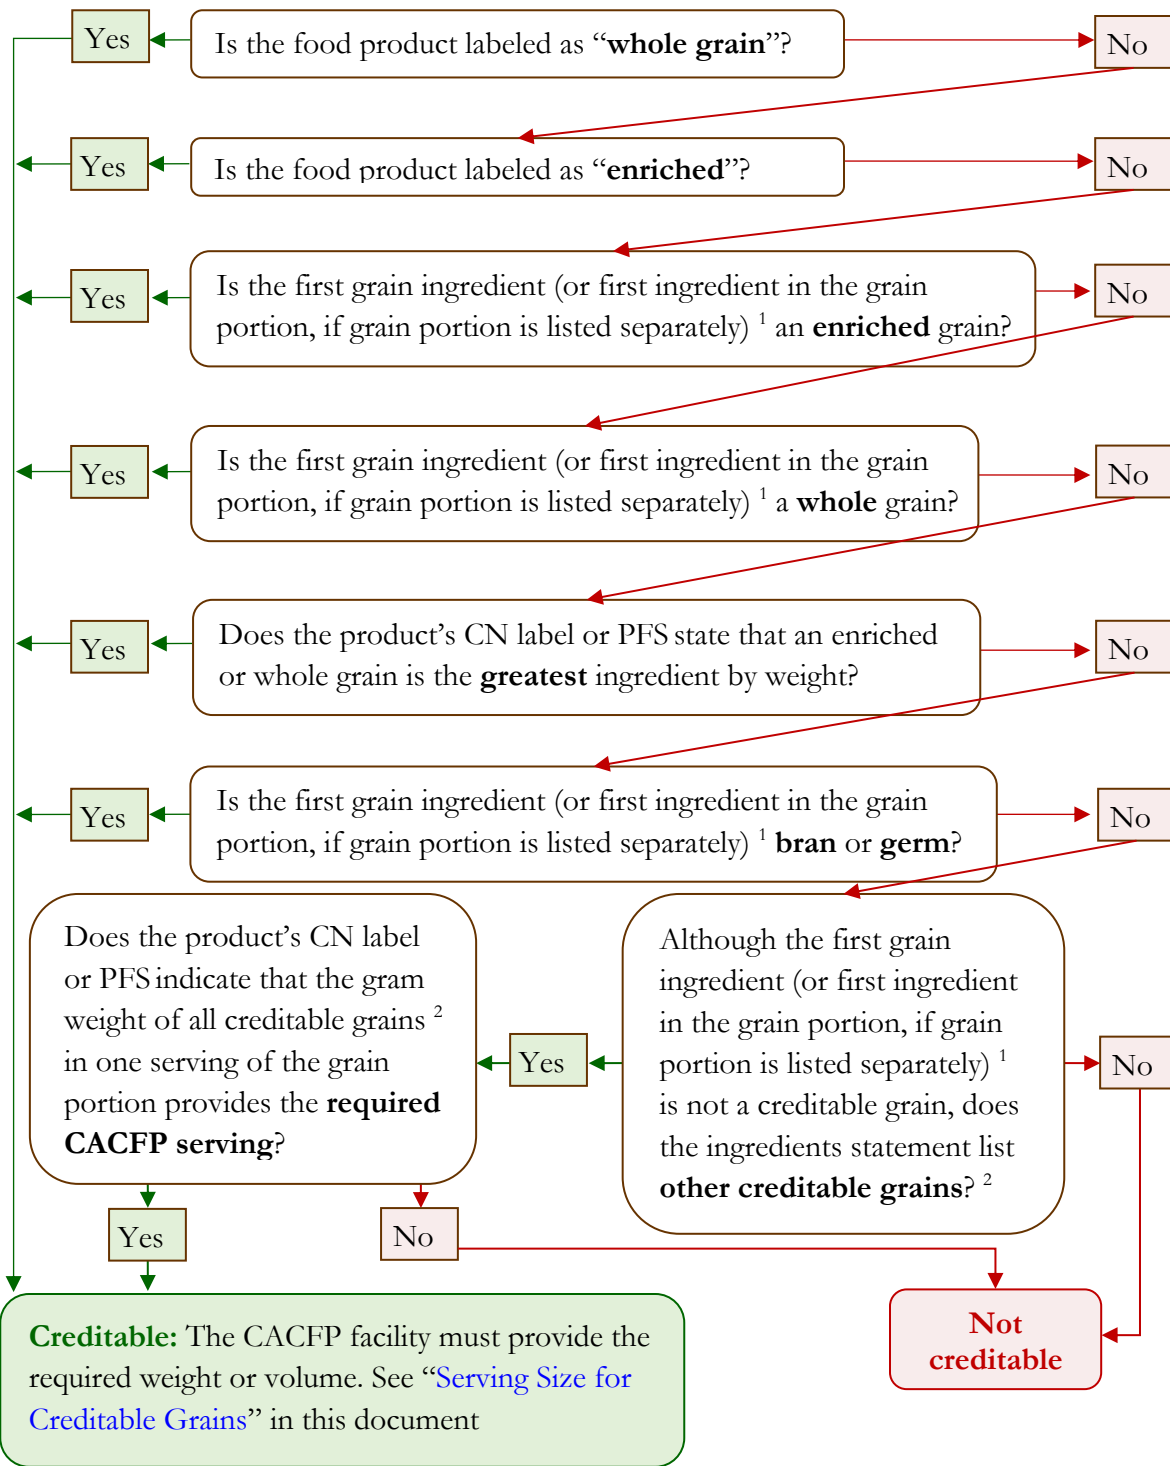 Yes
Is the food product labeled as “whole grain”?
No
Yes
Is the food product labeled as “enriched”?
No
Yes
Is the first grain ingredient (or first ingredient in the grain
portion, if grain portion is listed separately) 1 an enriched grain?
No
Yes
Is the first grain ingredient (or first ingredient in the grain
portion, if grain portion is listed separately) 1 a whole grain?
No
Yes
Does the product’s CN label or PFS state that an enriched
or whole grain is the greatest ingredient by weight?
No
Yes
Is the first grain ingredient (or first ingredient in the grain
portion, if grain portion is listed separately) 1 bran or germ?
No
Although the first grain
ingredient (or first ingredient
in the grain portion, if grain
portion is listed separately) 1
is not a creditable grain, does
the ingredients statement list
other creditable grains? 2
No
Yes
Does the product’s CN label
or PFS indicate that the gram
weight of all creditable grains 2
in one serving of the grain
portion provides the required
CACFP serving?
Yes
No
Creditable: The CACFP facility must provide the
required weight or volume. See “Serving Size for
Creditable Grains” in this document
Not
creditable